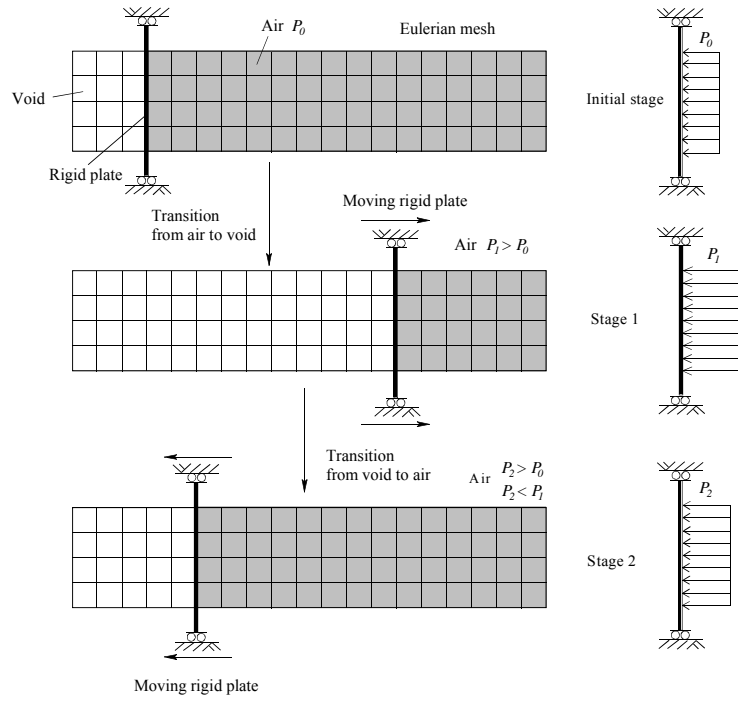 Air P0
Eulerian mesh
P0
Void
Initial stage
Rigid plate
Transition
from air to void
Moving rigid plate
Air P1 > P0
P1
Stage 1
Transition
from void to air
Air
P2 > P0
P2 < P1
P2
Stage 2
Moving rigid plate